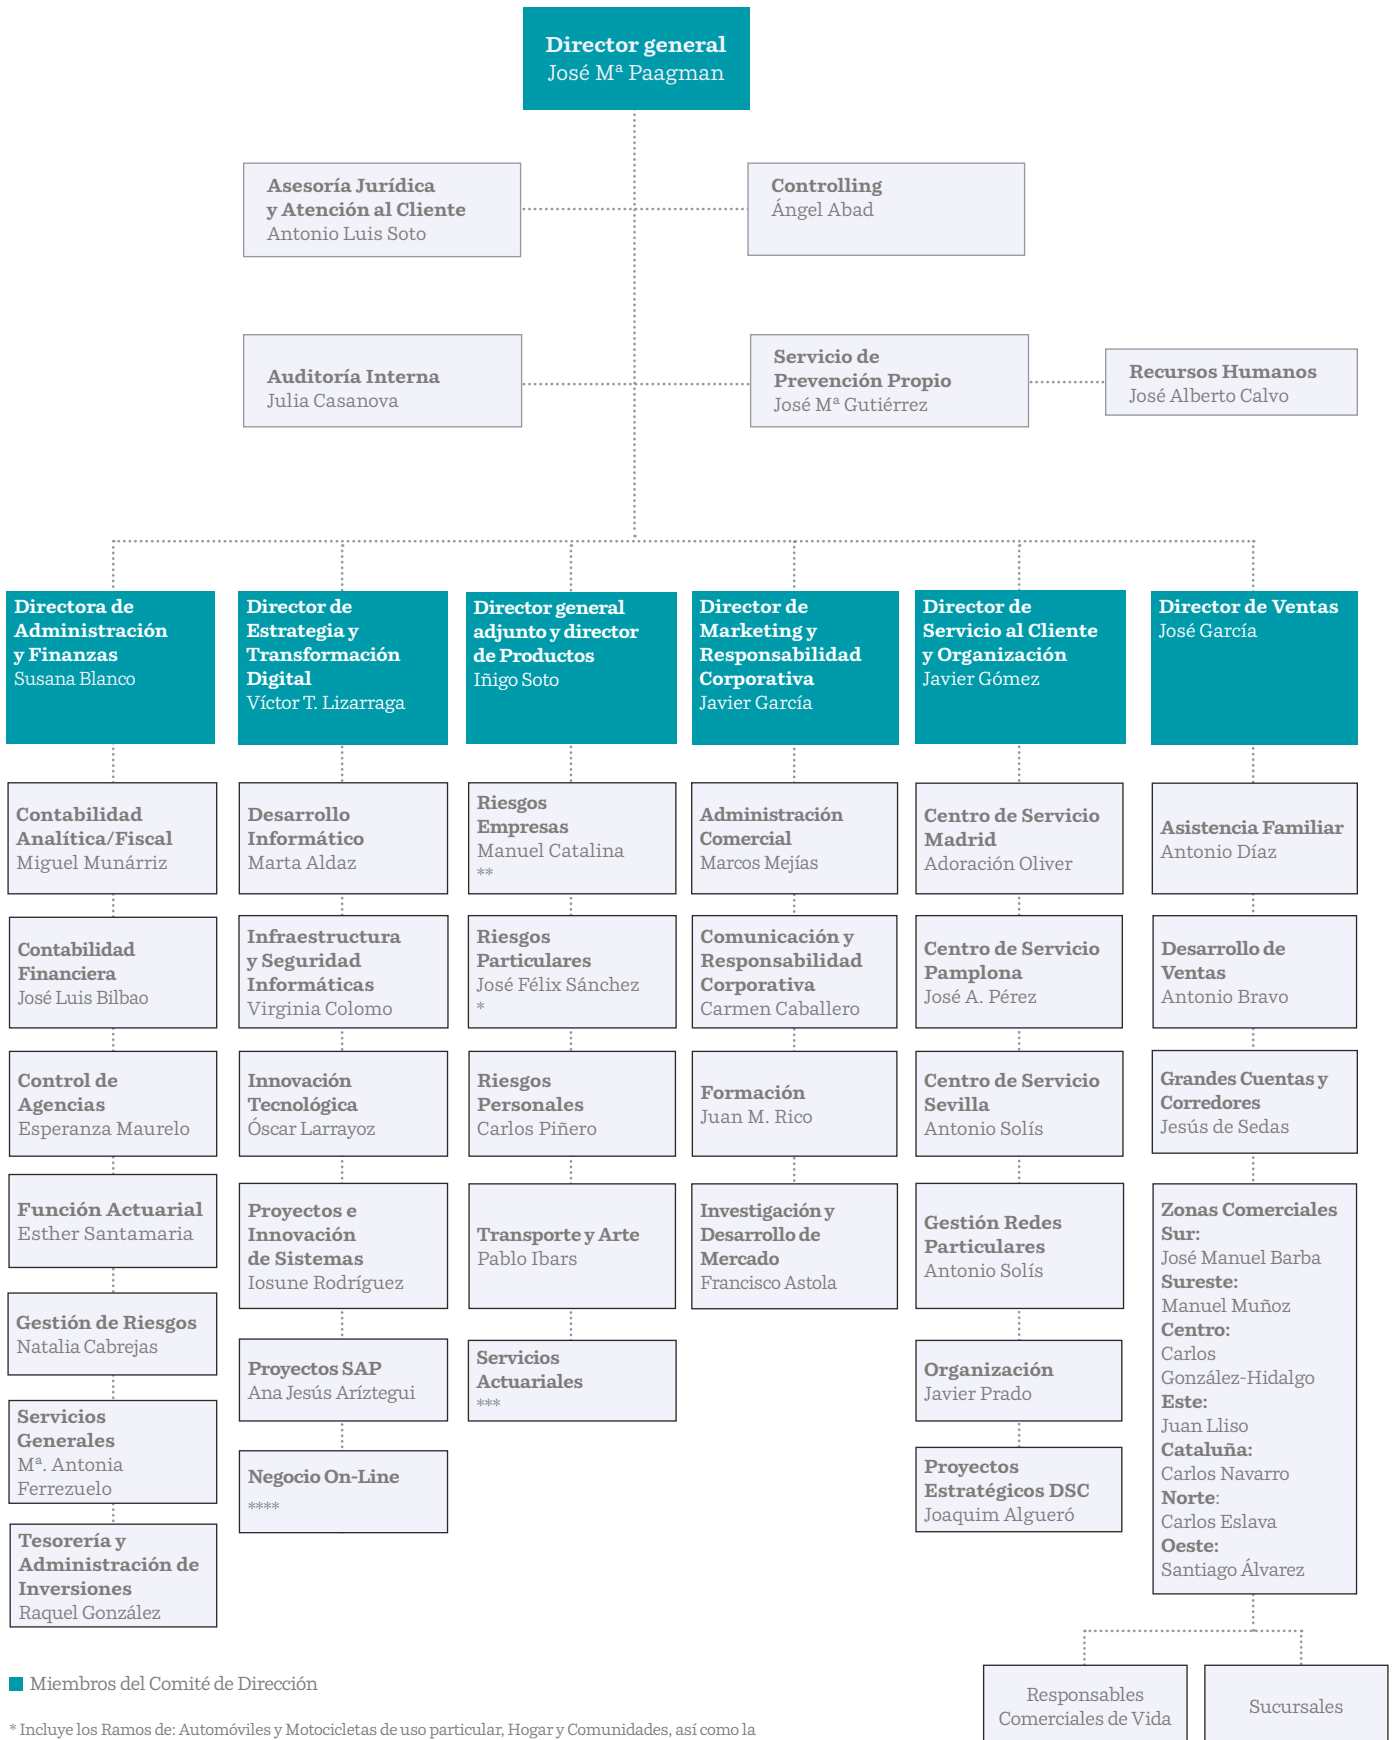 Director general
José Mª Paagman
Asesoría Jurídica
y Atención al Cliente
Antonio Luis Soto
Controlling
Ángel Abad
Auditoría Interna
Julia Casanova
Servicio de
Prevención Propio
José Mª Gutiérrez
Recursos Humanos
José Alberto Calvo
Directora de
Administración
y Finanzas
Susana Blanco
Director de
Estrategia y
Transformación
Digital
Víctor T. Lizarraga
Director general
adjunto y director
de Productos
Iñigo Soto
Director de
Marketing y
Responsabilidad
Corporativa
Javier García
Director de
Servicio al Cliente
y Organización
Javier Gómez
Director de Ventas
José García
Contabilidad
Analítica/Fiscal
Miguel Munárriz
Contabilidad
Financiera
José Luis Bilbao
Control de
Agencias
Esperanza Maurelo
Función Actuarial
Esther Santamaria
Gestión de Riesgos
Natalia Cabrejas
Servicios
Generales
Mª. Antonia
Ferrezuelo
Tesorería y
Administración de
Inversiones
Raquel González
Desarrollo
Informático
Marta Aldaz
Infraestructura
y Seguridad
Informáticas
Virginia Colomo
Innovación
Tecnológica
Óscar Larrayoz
Proyectos e
Innovación
de Sistemas
Iosune Rodríguez
Proyectos SAP
Ana Jesús Aríztegui
Negocio On-Line
****
Riesgos
Empresas
Manuel Catalina
**
Riesgos
Particulares
José Félix Sánchez
*
Riesgos
Personales
Carlos Piñero
Transporte y Arte
Pablo Ibars
Servicios
Actuariales
***
Administración
Comercial
Marcos Mejías
Comunicación y
Responsabilidad
Corporativa
Carmen Caballero
Formación
Juan M. Rico
Investigación y
Desarrollo de
Mercado
Francisco Astola
Centro de Servicio
Madrid
Adoración Oliver
Centro de Servicio
Pamplona
José A. Pérez
Centro de Servicio
Sevilla
Antonio Solís
Gestión Redes
Particulares
Antonio Solís
Organización
Javier Prado
Proyectos
Estratégicos DSC
Joaquim Algueró
Asistencia Familiar
Antonio Díaz
Desarrollo de
Ventas
Antonio Bravo
Grandes Cuentas y
Corredores
Jesús de Sedas
Zonas Comerciales
Sur:
José Manuel Barba
Sureste:
Manuel Muñoz
Centro:
Carlos
González-Hidalgo
Este:
Juan Lliso
Cataluña:
Carlos Navarro
Norte:
Carlos Eslava
Oeste:
Santiago Álvarez
Responsables
Comerciales de Vida
Sucursales
Miembros del Comité de Dirección
* Incluye los Ramos de: Automóviles y Motocicletas de uso particular, Hogar y Comunidades, así como la